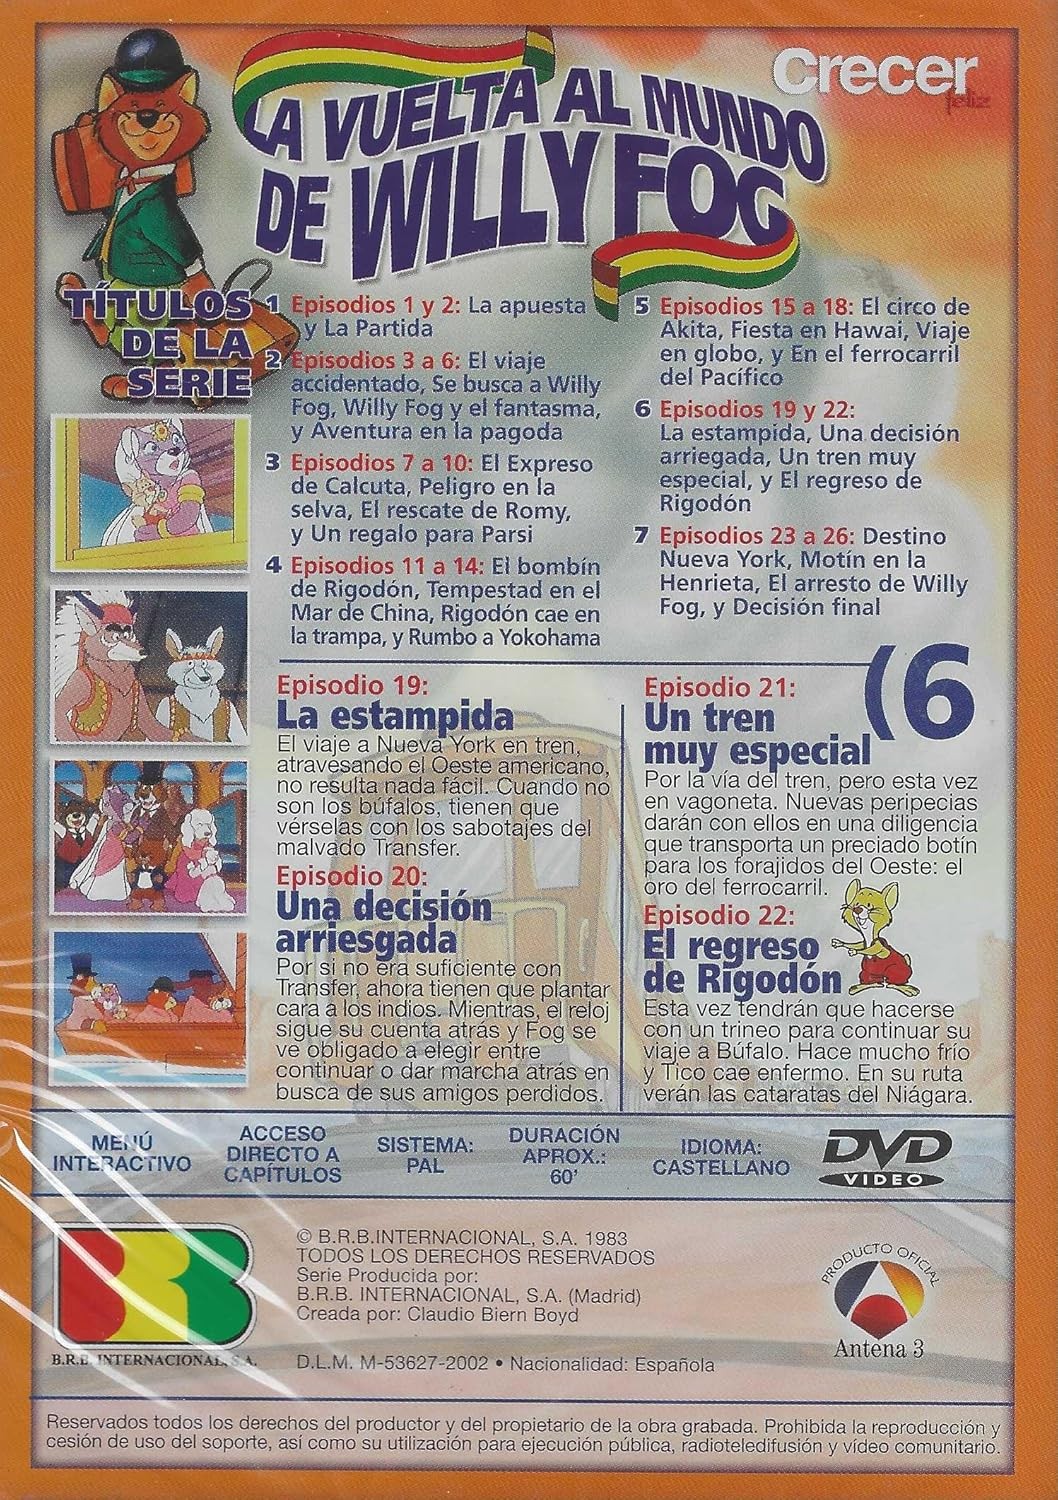 Crecer
feliz
LA VUELTA AL MUNDO
DE WILLY FOG
TÍTULOS
DE LA
SERIE
1 Episodios 1 y 2: La apuesta
y La Partida
2 Episodios 3 a 6: El viaje
accidentado, Se busca a Willy
Fog, Willy Fog y el fantasma,
y Aventura en la pagoda
3 Episodios 7 a 10: El Expreso
de Calcuta, Peligro en la
selva, El rescate de Romy,
y Un regalo para Parsi
4 Episodios 11 a 14: El bombín
de Rigodón, Tempestad en el
Mar de China, Rigodón cae en
la trampa, y Rumbo a Yokohama
5 Episodios 15 a 18: El circo de
Akita, Fiesta en Hawai, Viaje
en globo, y En el ferrocarril
del Pacífico
6 Episodios 19 y 22:
La estampida, Una decisión
arriegada, Un tren muy
especial, y El regreso de
Rigodón
7 Episodios 23 a 26: Destino
Nueva York, Motín en la
Henrieta, El arresto de Willy
Fog, y Decisión final
(6
Episodio 19:
La estampida
El viaje a Nueva York en tren,
atravesando el Oeste americano,
no resulta nada fácil. Cuando no
son los búfalos, tienen que
vérselas con los sabotajes del
malvado Transfer.
Episodio 20:
Una decisión
arriesgada
Por si no era suficiente con
Transfer, ahora tienen que plantar
cara a los indios. Mientras, el reloj
sigue su cuenta atrás y Fog se
ve obligado a elegir entre
continuar o dar marcha atrás en
busca de sus amigos perdidos.
Episodio 21:
Un tren
muy especial
Por la vía del tren, pero esta vez
en vagoneta. Nuevas peripecias
darán con ellos en una diligencia
que transporta un preciado botín
para los forajidos del Oeste: el
oro del ferrocarril.
Episodio 22:
El regreso
de Rigodón
Esta vez tendrán que hacerse
con un trineo para continuar su
viaje a Búfalo. Hace mucho frío
y Tico cae enfermo. En su ruta
verán las cataratas del Niágara.
MENÚ
INTERACTIVO
ACCESO
DIRECTO A
CAPÍTULOS
SISTEMA:
PAL
DURACIÓN
APROX.:
60'
IDIOMA:
CASTELLANO
DVD
VIDEO
B.R.B. INTERNACIONAL, S.A.
© B.R.B.INTERNACIONAL, S.A. 1983
TODOS LOS DERECHOS RESERVADOS
Serie Producida por:
B.R.B. INTERNACIONAL, S.A. (Madrid)
Creada por: Claudio Biern Boyd
D.L.M. M-53627-2002 • Nacionalidad: Española
PRODUCTO OFICIAL
Antena 3
Reservados todos los derechos del productor y del propietario de la obra grabada. Prohibida la reproducción y
cesión de uso del soporte, así como su utilización para ejecución pública, radioteledifusión y vídeo comunitario.